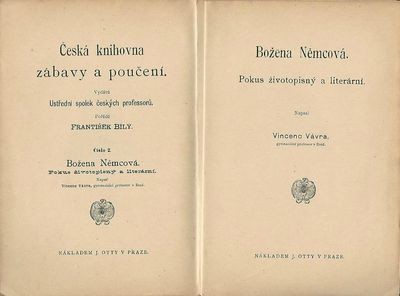 Česká knihovna
zábavy a poučení.
Vydává
Ústřední spolek českých professorů.
Pořádá
František Bílý.
Číslo 2.
Božena Němcová.
Pokus životopisný a literární.
Napsal
Vincenc Vávra, gymnasiální professor v Brně.
NÁKLADEM J. OTTY V PRAZE.
Božena Němcová.
Pokus životopisný a literární.
Napsal
Vincenc Vávra,
gymnasiální professor v Brně.
NÁKLADEM J. OTTY V PRAZE.